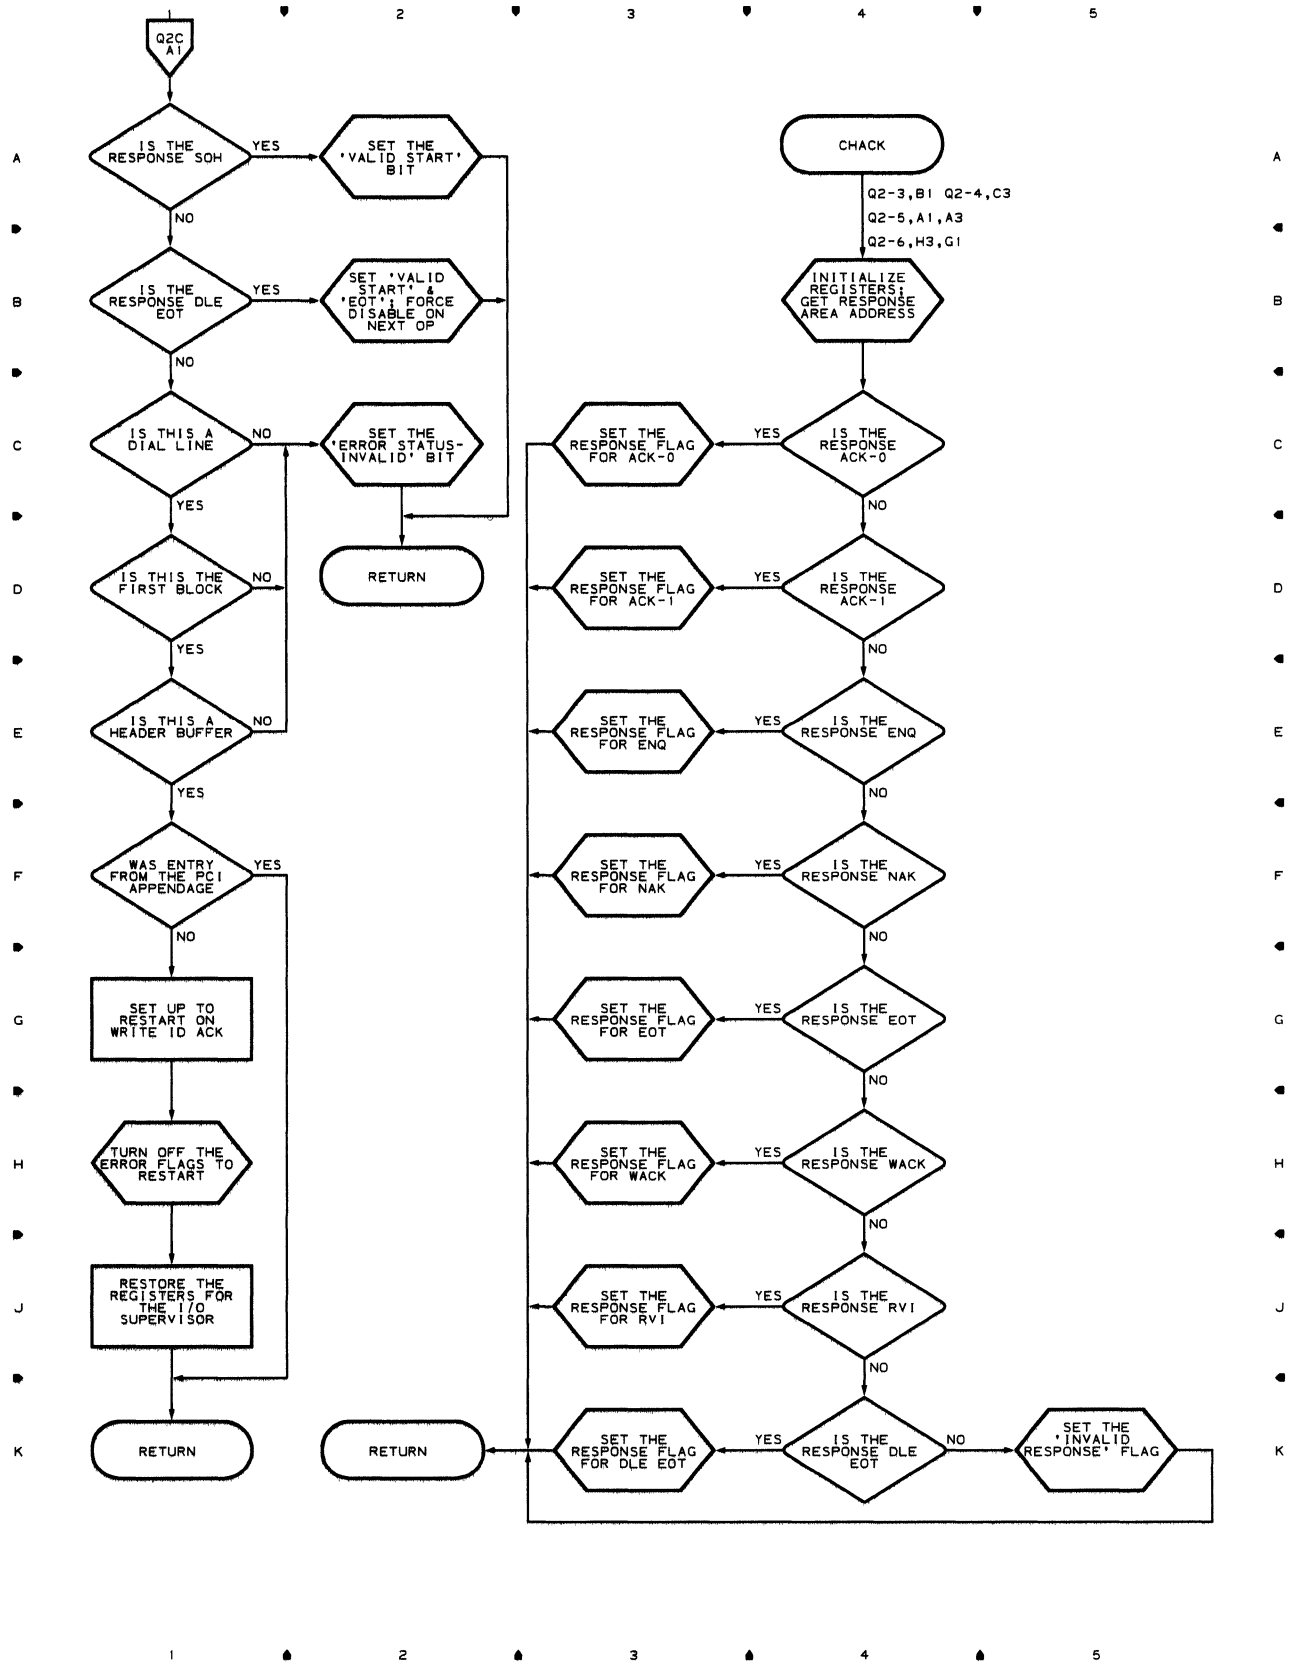 1 2 3 4 5
Q2C
A1
A
IS THE
RESPONSE SOH
YES
SET THE
'VALID START'
BIT
NO
B
IS THE
RESPONSE DLE
EOT
YES
SET 'VALID
START' &
'EOT'; FORCE
DISABLE ON
NEXT OP
NO
C
IS THIS A
DIAL LINE
NO
SET THE
'ERROR STATUS-
INVALID' BIT
YES
RETURN
D
IS THIS THE
FIRST BLOCK
NO
YES
E
IS THIS A
HEADER BUFFER
NO
YES
F
WAS ENTRY
FROM THE PCI
APPENDAGE
YES
NO
G
SET UP TO
RESTART ON
WRITE ID ACK
H
TURN OFF THE
ERROR FLAGS TO
RESTART
J
RESTORE THE
REGISTERS FOR
THE I/O
SUPERVISOR
K
RETURN
CHACK
A
Q2-3,B1 Q2-4,C3
Q2-5,A1,A3
Q2-6,H3,G1
INITIALIZE
REGISTERS;
GET RESPONSE
AREA ADDRESS
B
IS THE
RESPONSE
ACK-0
YES
SET THE
RESPONSE FLAG
FOR ACK-0
C
NO
IS THE
RESPONSE
ACK-1
YES
SET THE
RESPONSE FLAG
FOR ACK-1
D
NO
IS THE
RESPONSE ENQ
YES
SET THE
RESPONSE FLAG
FOR ENQ
E
NO
IS THE
RESPONSE NAK
YES
SET THE
RESPONSE FLAG
FOR NAK
F
NO
IS THE
RESPONSE EOT
YES
SET THE
RESPONSE FLAG
FOR EOT
G
NO
IS THE
RESPONSE WACK
YES
SET THE
RESPONSE FLAG
FOR WACK
H
NO
IS THE
RESPONSE RVI
YES
SET THE
RESPONSE FLAG
FOR RVI
J
NO
IS THE
RESPONSE DLE
EOT
YES
SET THE
RESPONSE FLAG
FOR DLE EOT
RETURN
NO
SET THE
'INVALID
RESPONSE' FLAG
K
1 2 3 4 5